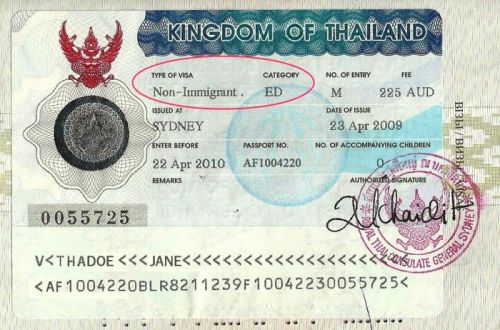 KINGDOM OF THAILAND
TYPE OF VISA CATEGORY NO. OF ENTRY FEE
Non-Immigrant . ED M 225 AUD
ISSUED AT DATE OF ISSUE
SYDNEY 23 Apr 2009
ENTER BEFORE PASSPORT NO. NO. OF ACCOMPANYING CHILDREN
22 Apr 2010 AF1004220 0
REMARKS AUTHORIZED SIGNATURE
0055725
ROYAL THAI CONSULATE GENERAL SYDNEY
V<THADOE<<JANE<<<<<<<<<<<<<<<<<<<<<<
<AF1004220BLR8211239F10042230055725<